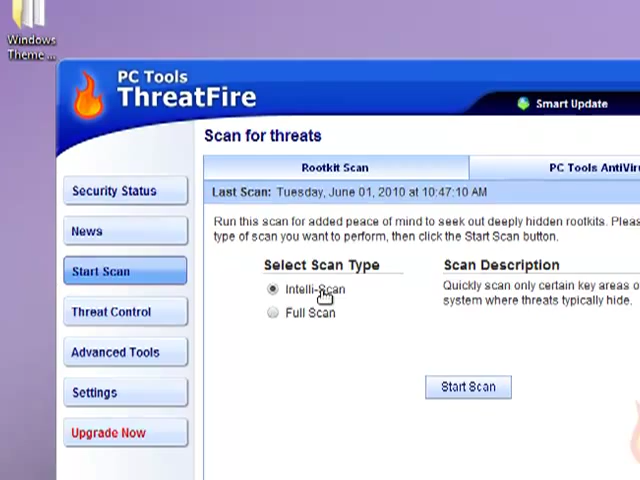 Windows
Theme ...
PC Tools
ThreatFire
Smart Update
Scan for threats
Rootkit Scan
PC Tools AntiViru
Last Scan: Tuesday, June 01, 2010 at 10:47:10 AM
Security Status
News
Start Scan
Threat Control
Advanced Tools
Settings
Upgrade Now
Run this scan for added peace of mind to seek out deeply hidden rootkits. Pleas
type of scan you want to perform, then click the Start Scan button.
Select Scan Type
Intelli-Scan
Full Scan
Scan Description
Quickly scan only certain key areas o
system where threats typically hide.
Start Scan